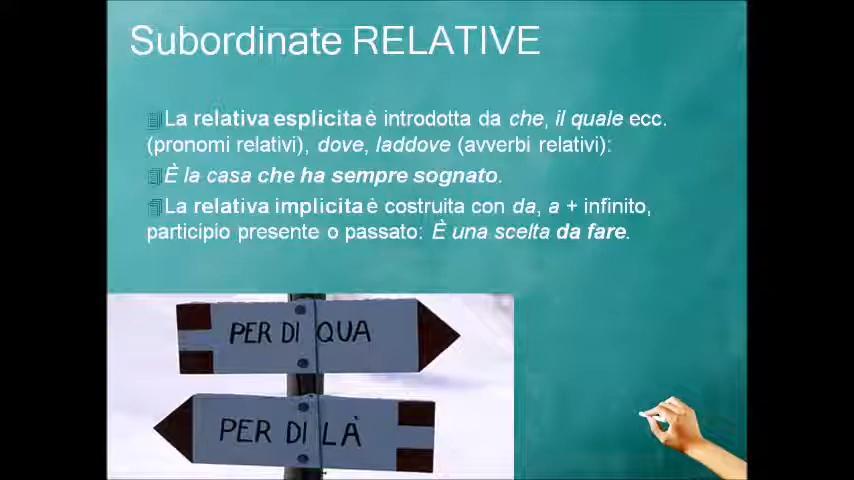 Subordinate RELATIVE
La relativa esplicita è introdotta da che, il quale ecc.
(pronomi relativi), dove, laddove (avverbi relativi):
È la casa che ha sempre sognato.
La relativa implicita è costruita con da, a + infinito,
participio presente o passato: È una scelta da fare.
PER DI QUA
PER DI LÀ